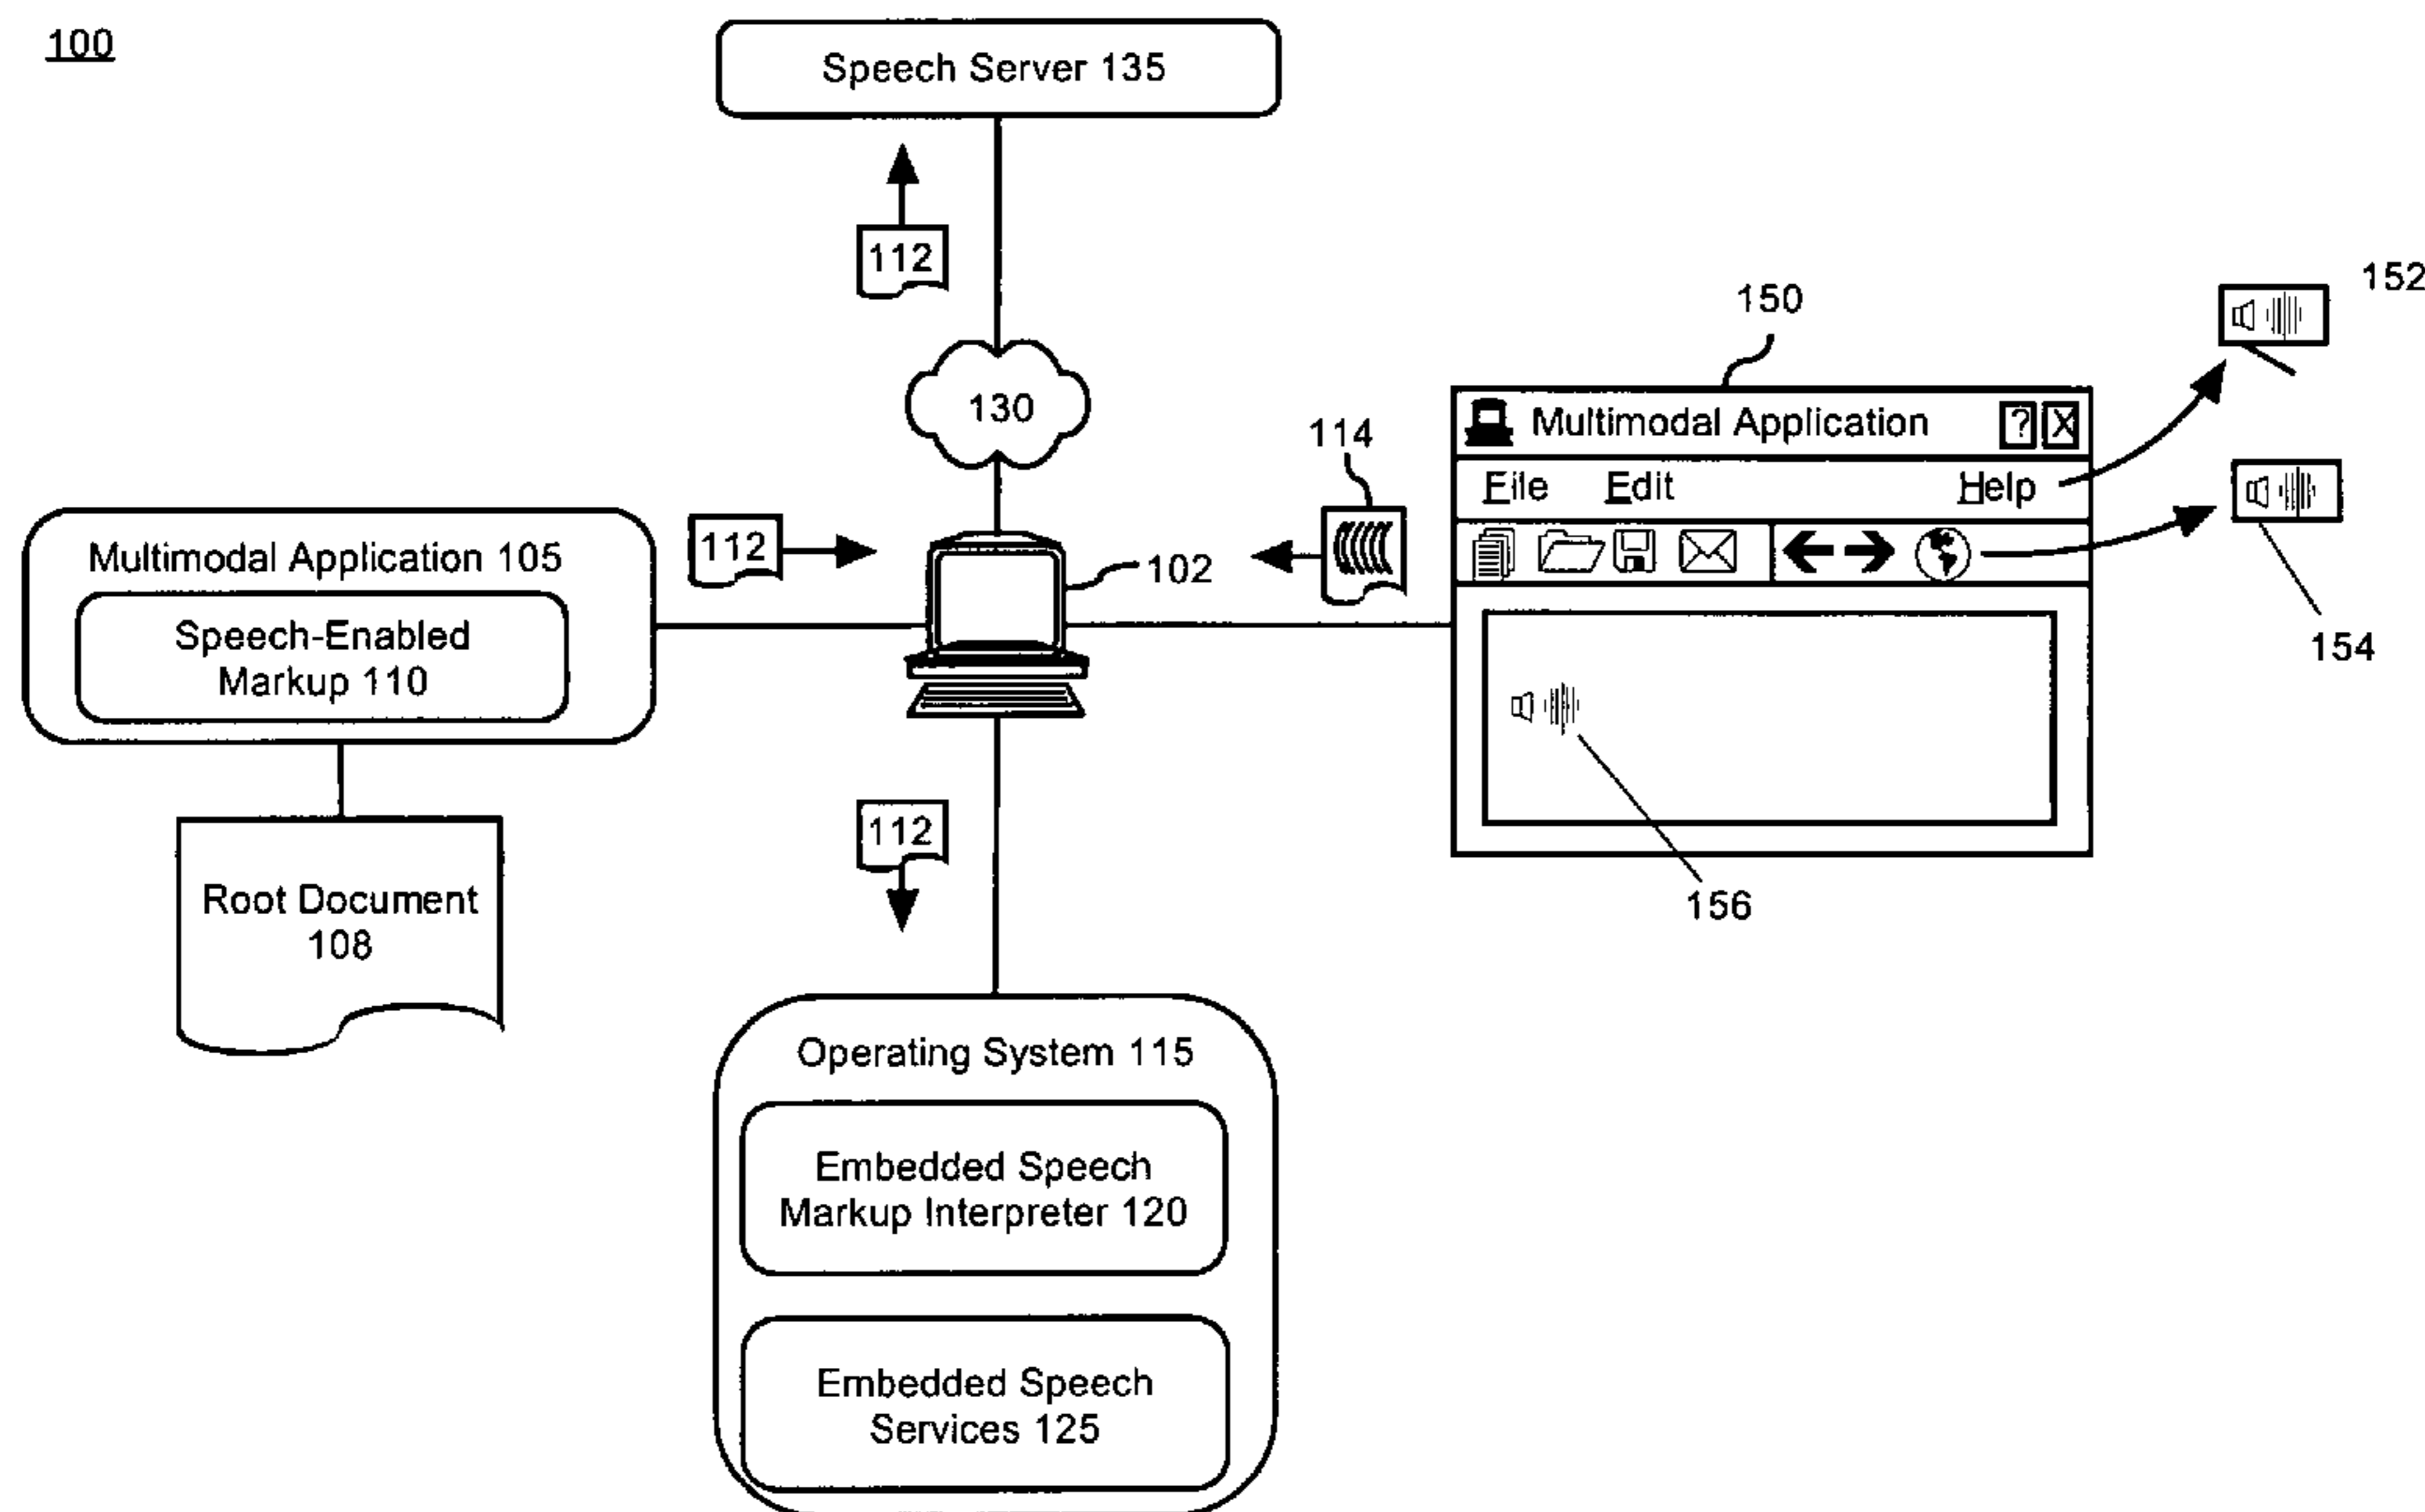 100
Speech Server 135
112
130
152
150
Multimodal Application ? X
File Edit Help
114
154
112
102
Multimodal Application 105
Speech-Enabled
Markup 110
156
Root Document
108
112
Operating System 115
Embedded Speech
Markup Interpreter 120
Embedded Speech
Services 125